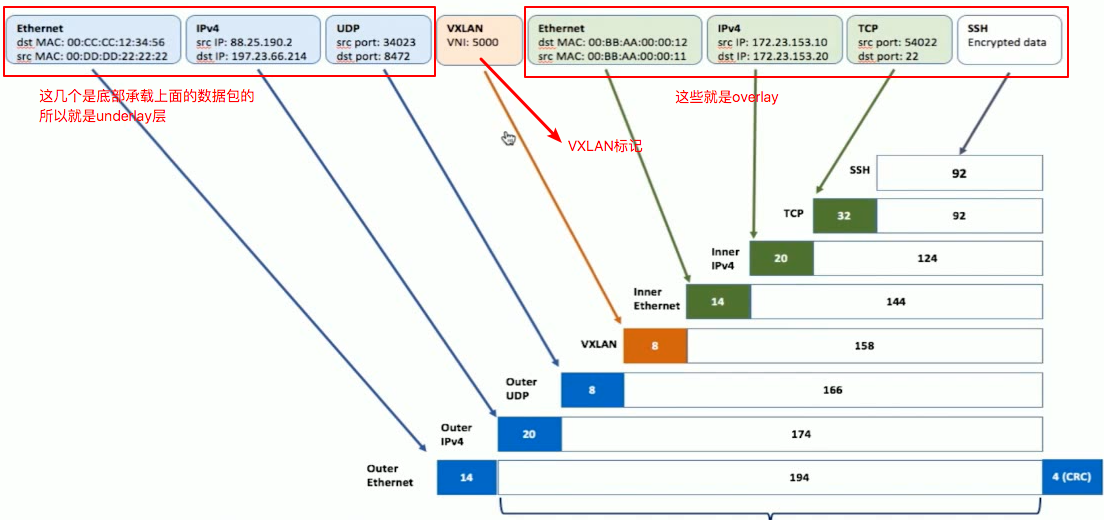 Ethernet
dst MAC: 00:CC:CC:12:34:56
src MAC: 00:DD:DD:22:22:22
IPv4
src IP: 88.25.190.2
dst IP: 197.23.66.214
UDP
src port: 34023
dst port: 8472
VXLAN
VNI: 5000
Ethernet
dst MAC: 00:BB:AA:00:00:12
src MAC: 00:BB:AA:00:00:11
IPv4
src IP: 172.23.153.10
dst IP: 172.23.153.20
TCP
src port: 54022
dst port: 22
SSH
Encrypted data
这几个是底部承载上面的数据包的
所以就是underlay层
这些就是overlay
VXLAN标记
SSH
92
TCP
32
92
Inner
IPv4
20
124
Inner
Ethernet
14
144
VXLAN
8
158
Outer
UDP
8
166
Outer
IPv4
20
174
Outer
Ethernet
14
194
4 (CRC)